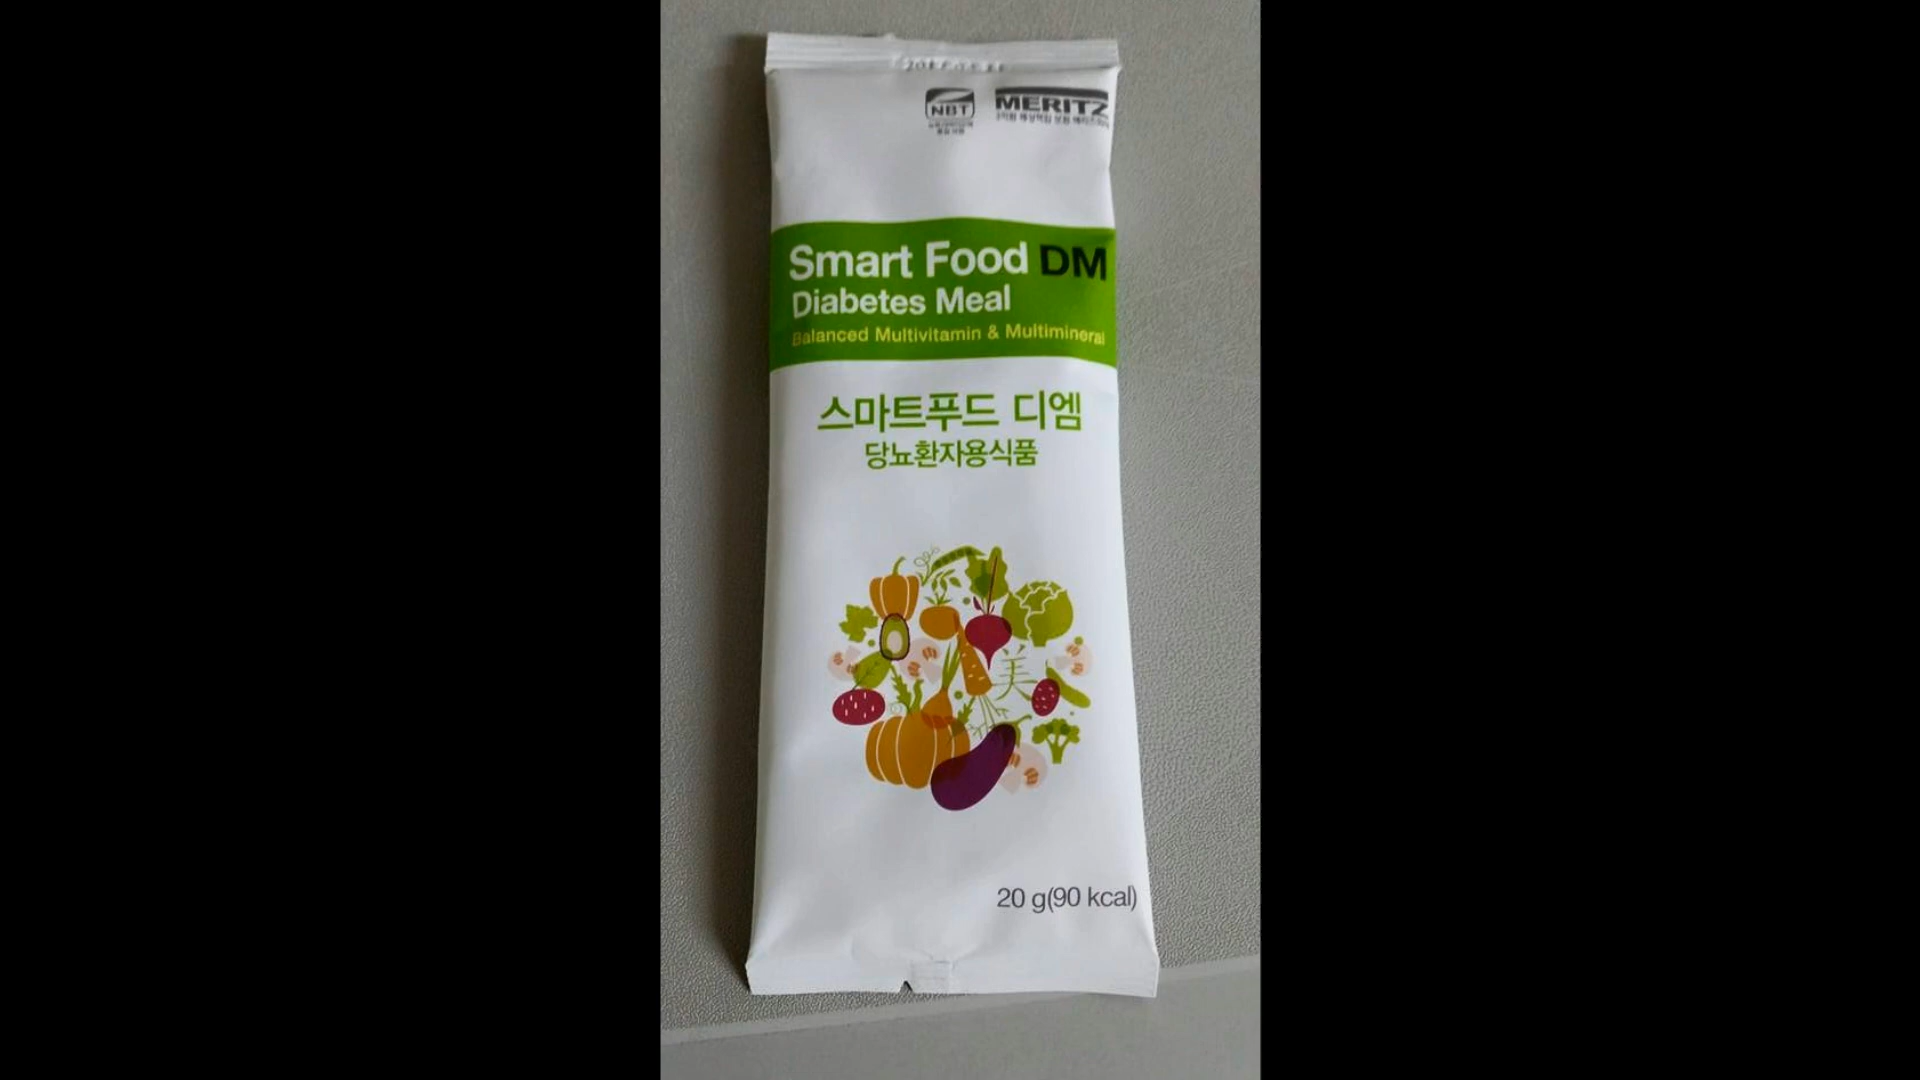 NBT
MERITZ
Smart Food DM
Diabetes Meal
Balanced Multivitamin & Multimineral
스마트푸드 디엠
당뇨환자용식품
美
20 g(90 kcal)